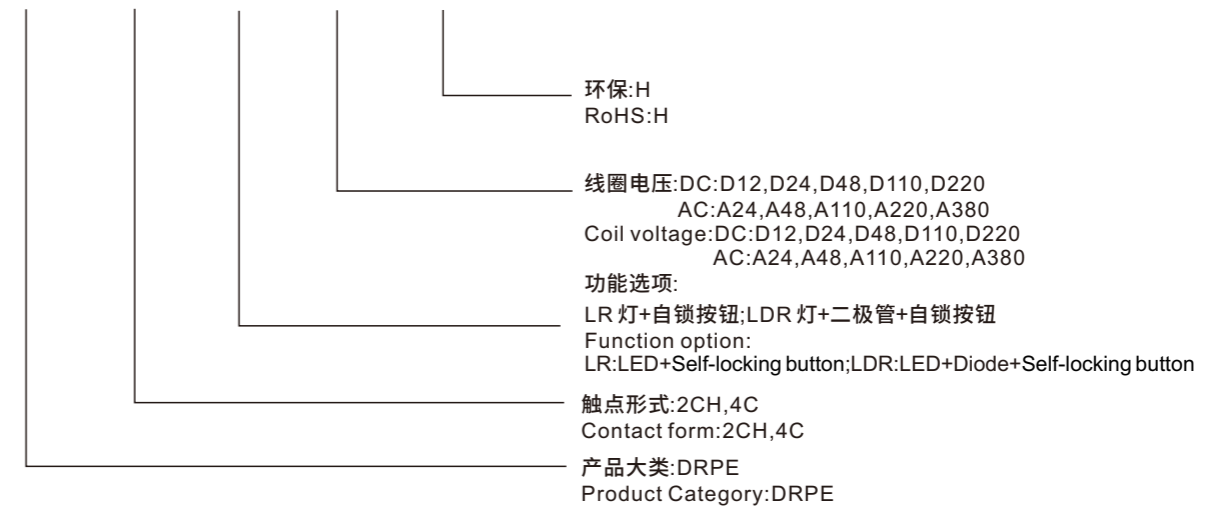 环保:H
RoHS:H
线圈电压:DC:D12,D24,D48,D110,D220
AC:A24,A48,A110,A220,A380
Coil voltage:DC:D12,D24,D48,D110,D220
AC:A24,A48,A110,A220,A380
功能选项:
LR 灯+自锁按钮;LDR 灯+二极管+自锁按钮
Function option:
LR:LED+Self-locking button;LDR:LED+Diode+Self-locking button
触点形式:2CH,4C
Contact form:2CH,4C
产品大类:DRPE
Product Category:DRPE